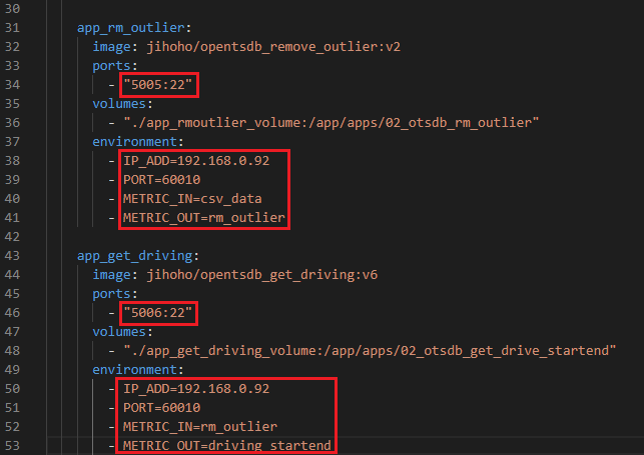 30
31 app_rm_outlier:
32 image: jihoho/opentsdb_remove_outlier:v2
33 ports:
34 - "5005:22"
35 volumes:
36 - "./app_rmoutlier_volume:/app/apps/02_otsdb_rm_outlier"
37 environment:
38 - IP_ADD=192.168.0.92
39 - PORT=60010
40 - METRIC_IN=csv_data
41 - METRIC_OUT=rm_outlier
42
43 app_get_driving:
44 image: jihoho/opentsdb_get_driving:v6
45 ports:
46 - "5006:22"
47 volumes:
48 - "./app_get_driving_volume:/app/apps/02_otsdb_get_drive_startend"
49 environment:
50 - IP_ADD=192.168.0.92
51 - PORT=60010
52 - METRIC_IN=rm_outlier
53 - METRIC_OUT=driving_startend